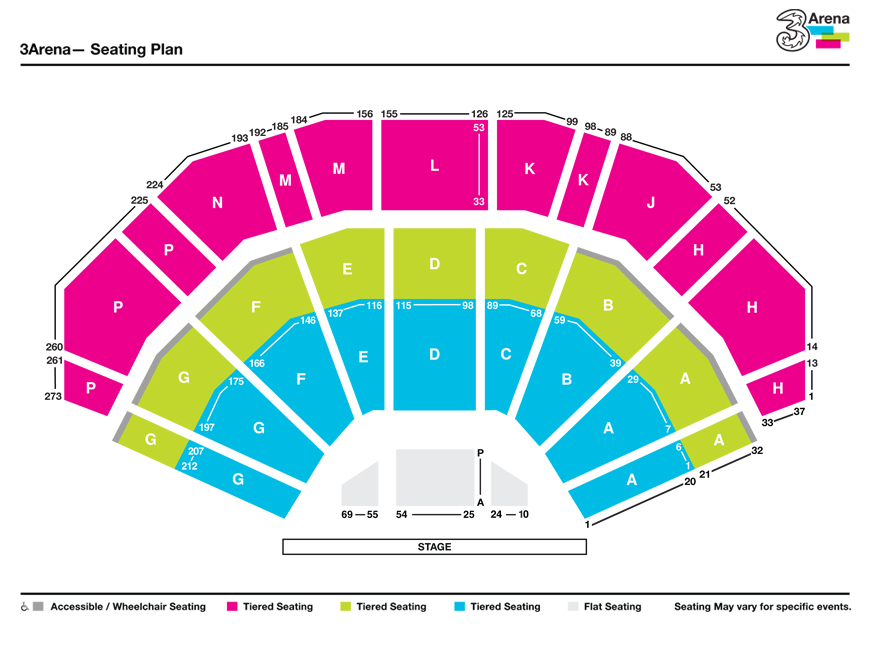 3 Arena
3Arena— Seating Plan
184 156 155 126 125 99
193 192 185 98 89 88
53
224 M L K 53
225 N M K J 52
33
P H
E D C
P F B H
137 116 115 98 89 68
146 59
260 14
261 166 39 13
G E D C A
175 29
P F B H
273 1
197 G A 7 33 37
G 207 6 A
212 1 32
G A 20 21
P
A
69 — 55 54 25 24 — 10
1
STAGE
Accessible / Wheelchair Seating Tiered Seating Tiered Seating Tiered Seating Flat Seating Seating May vary for specific events.